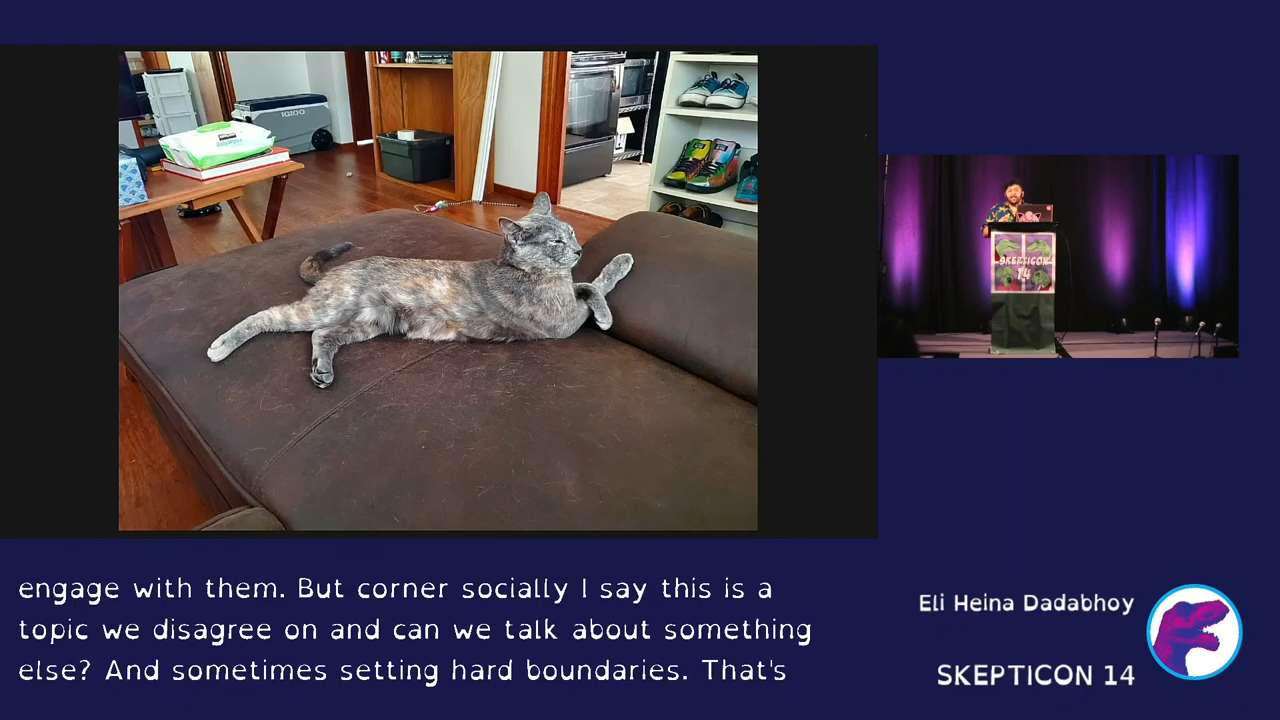 IGLOO
SKEPTICON
14
engage with them. But corner socially I say this is a
topic we disagree on and can we talk about something
else? And sometimes setting hard boundaries. That's
Eli Heina Dadabhoy
SKEPTICON 14